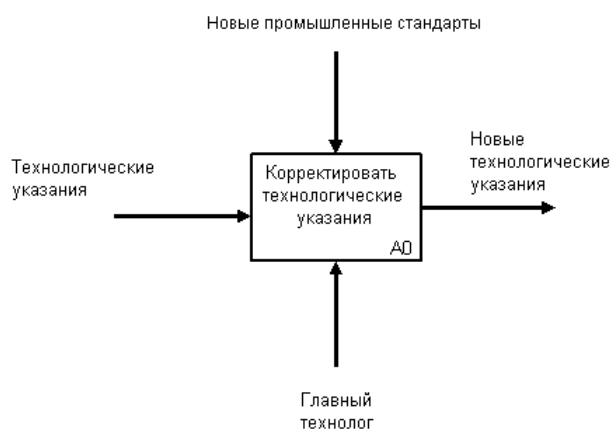 Новые промышленные стандарты
Технологические
указания
Корректировать
технологические
указания
A0
Новые
технологические
указания
Главный
технолог